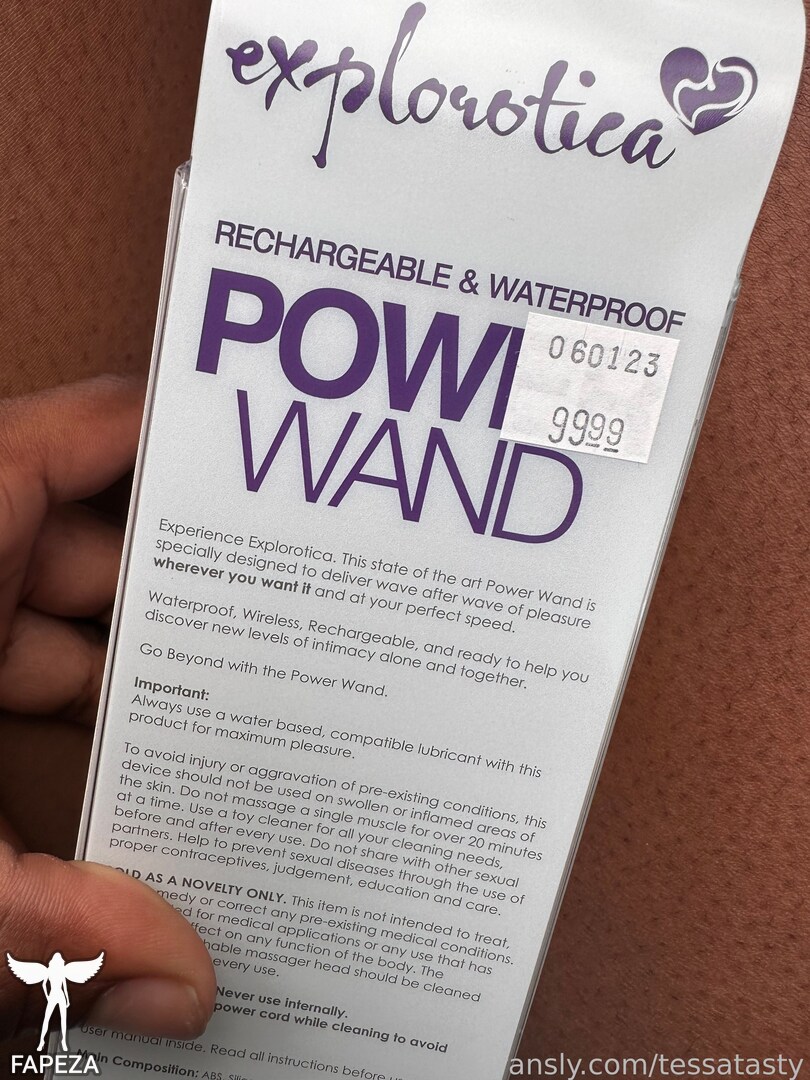 explorotica
RECHARGEABLE & WATERPROOF
060123
99.99
WAND
Experience Explorotica. This state of the art Power Wand is
specially designed to deliver wave after wave of pleasure
wherever you want it and at your perfect speed.
Waterproof, Wireless, Rechargeable, and ready to help you
discover new levels of intimacy alone and together.
Go Beyond with the Power Wand.
Important:
Always use a water based, compatible lubricant with this
product for maximum pleasure.
To avoid injury or aggravation of pre-existing conditions, this
device should not be used on swollen or inflamed areas of
the skin. Do not massage a single muscle for over 20 minutes
at a time. Use a toy cleaner for all your cleaning needs,
before and after every use. Do not share with other sexual
partners. Help to prevent sexual diseases through the use of
proper contraceptives, judgement, education and care.
AS A NOVELTY ONLY. This item is not intended to treat,
or correct any pre-existing medical conditions.
for medical applications or any use that has
on any function of the body. The
massager head should be cleaned
every use.
Never use internally.
power cord while cleaning to avoid
user manual inside. Read all instructions before
Main Composition: ABS,
FAPEZA
ansly.com/tessatasty